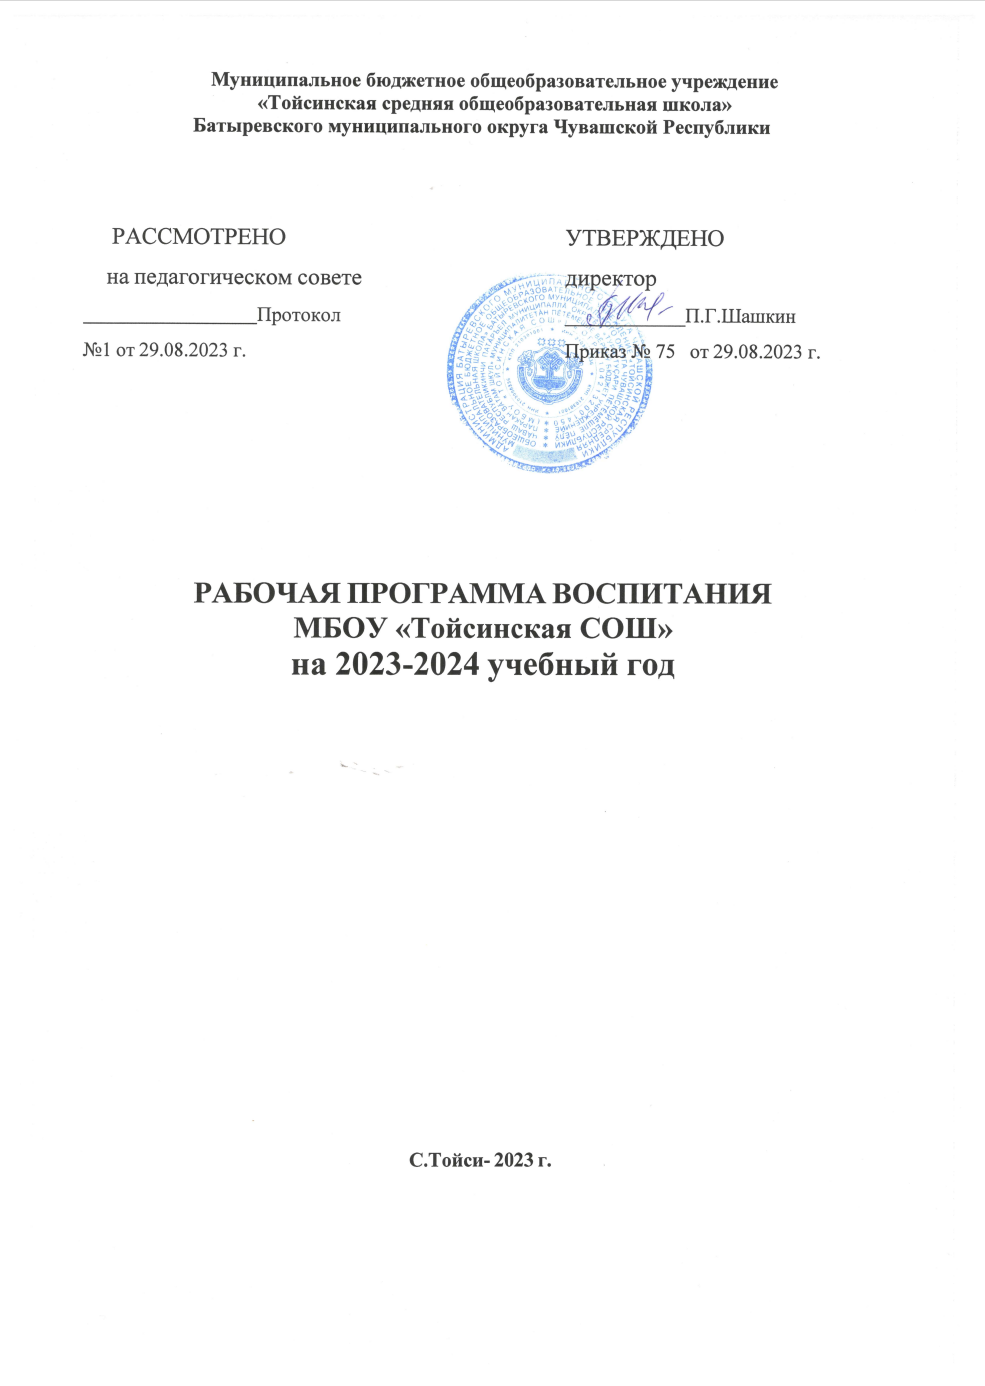 Муниципальное бюджетное общеобразовательное учреждение
«Тойсинская средняя общеобразовательная школа»
Батыревского муниципального округа Чувашской Республики
РАССМОТРЕНО
на педагогическом совете
_________________Протокол
№1 от 29.08.2023 г.
УТВЕРЖДЕНО
директор
____________П.Г.Шашкин
Приказ № 75 от 29.08.2023 г.
РАБОЧАЯ ПРОГРАММА ВОСПИТАНИЯ
МБОУ «Тойсинская СОШ»
на 2023-2024 учебный год
С.Тойси- 2023 г.